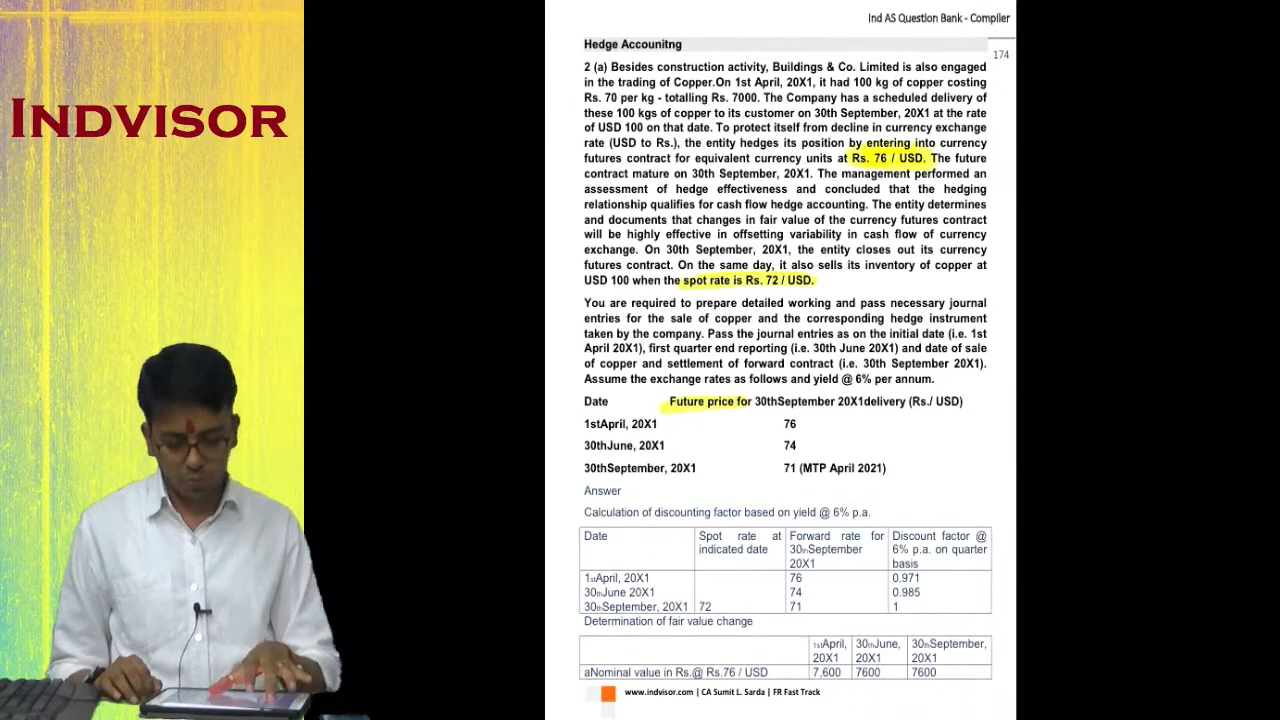 INDVISOR
Ind AS Question Bank - Complier
174
Hedge Accounitng
2 (a) Besides construction activity, Buildings & Co. Limited is also engaged
in the trading of Copper.On 1st April, 20X1, it had 100 kg of copper costing
Rs. 70 per kg - totalling Rs. 7000. The Company has a scheduled delivery of
these 100 kgs of copper to its customer on 30th September, 20X1 at the rate
of USD 100 on that date. To protect itself from decline in currency exchange
rate (USD to Rs.), the entity hedges its position by entering into currency
futures contract for equivalent currency units at Rs. 76 / USD. The future
contract mature on 30th September, 20X1. The management performed an
assessment of hedge effectiveness and concluded that the hedging
relationship qualifies for cash flow hedge accounting. The entity determines
and documents that changes in fair value of the currency futures contract
will be highly effective in offsetting variability in cash flow of currency
exchange. On 30th September, 20X1, the entity closes out its currency
futures contract. On the same day, it also sells its inventory of copper at
USD 100 when the spot rate is Rs. 72 / USD.
You are required to prepare detailed working and pass necessary journal
entries for the sale of copper and the corresponding hedge instrument
taken by the company. Pass the journal entries as on the initial date (i.e. 1st
April 20X1), first quarter end reporting (i.e. 30th June 20X1) and date of sale
of copper and settlement of forward contract (i.e. 30th September 20X1).
Assume the exchange rates as follows and yield @ 6% per annum.
Date Future price for 30thSeptember 20X1delivery (Rs./ USD)
1stApril, 20X1 76
30thJune, 20X1 74
30thSeptember, 20X1 71 (MTP April 2021)
Answer
Calculation of discounting factor based on yield @ 6% p.a.
Date Spot rate at Forward rate for Discount factor @
indicated date 30thSeptember 6% p.a. on quarter
20X1 basis
1stApril, 20X1 76 0.971
30thJune 20X1 74 0.985
30thSeptember, 20X1 72 71 1
Determination of fair value change
1stApril, 30thJune, 30thSeptember,
20X1 20X1 20X1
aNominal value in Rs.@ Rs.76 / USD 7,600 7600 7600
www.indvisor.com | CA Sumit L. Sarda | FR Fast Track